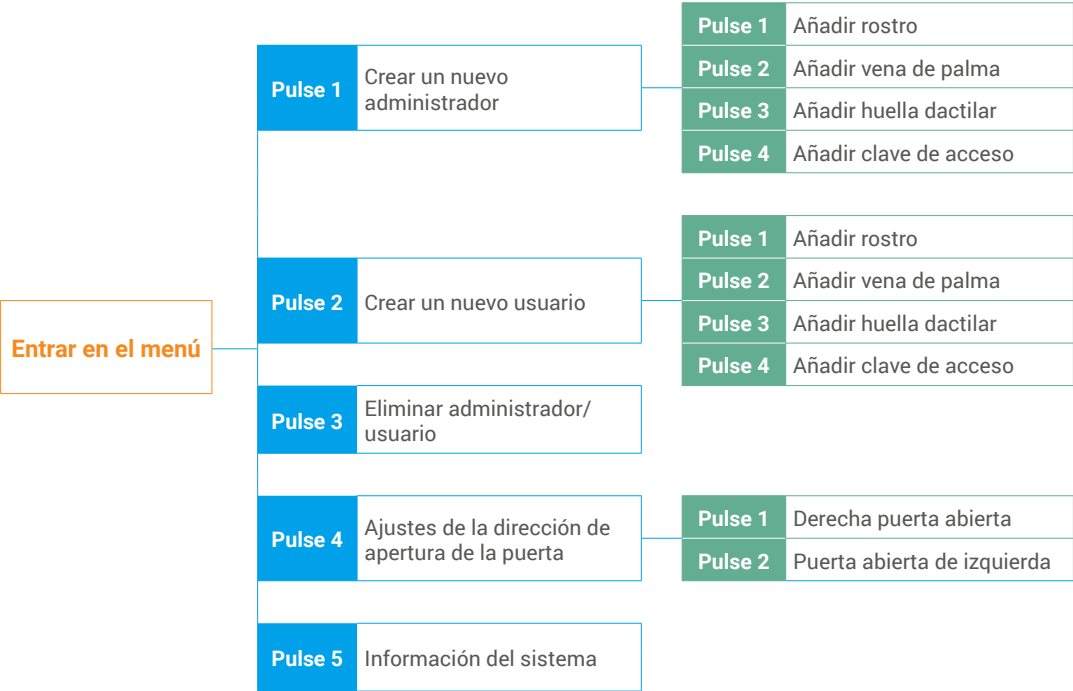 Entrar en el menú
Pulse 1
Crear un nuevo
administrador
Pulse 1 Añadir rostro
Pulse 2 Añadir vena de palma
Pulse 3 Añadir huella dactilar
Pulse 4 Añadir clave de acceso
Pulse 2
Crear un nuevo usuario
Pulse 1 Añadir rostro
Pulse 2 Añadir vena de palma
Pulse 3 Añadir huella dactilar
Pulse 4 Añadir clave de acceso
Pulse 3
Eliminar administrador/
usuario
Pulse 4
Ajustes de la dirección de
apertura de la puerta
Pulse 1 Derecha puerta abierta
Pulse 2 Puerta abierta de izquierda
Pulse 5
Información del sistema